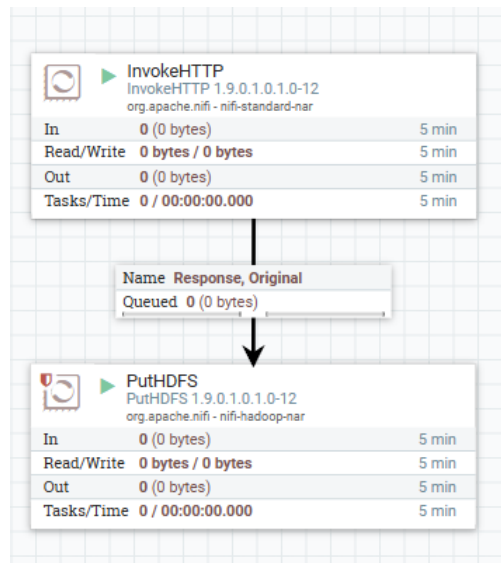 InvokeHTTP
InvokeHTTP 1.9.0.1.0.1.0-12
org.apache.nifi - nifi-standard-nar
In 0 (0 bytes) 5 min
Read/Write 0 bytes / 0 bytes 5 min
Out 0 (0 bytes) 5 min
Tasks/Time 0 / 00:00:00.000 5 min
Name Response, Original
Queued 0 (0 bytes)
PutHDFS
PutHDFS 1.9.0.1.0.1.0-12
org.apache.nifi - nifi-hadoop-nar
In 0 (0 bytes) 5 min
Read/Write 0 bytes / 0 bytes 5 min
Out 0 (0 bytes) 5 min
Tasks/Time 0 / 00:00:00.000 5 min